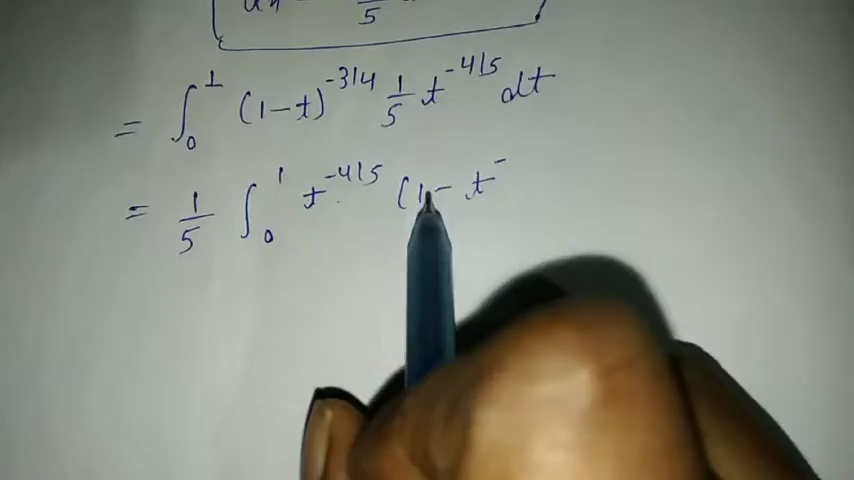 5
= ∫₀¹ (1-t)^{-3/4} 1/5 t^{-4/5} dt
= 1/5 ∫₀¹ t^{-4/5} (1- t^-